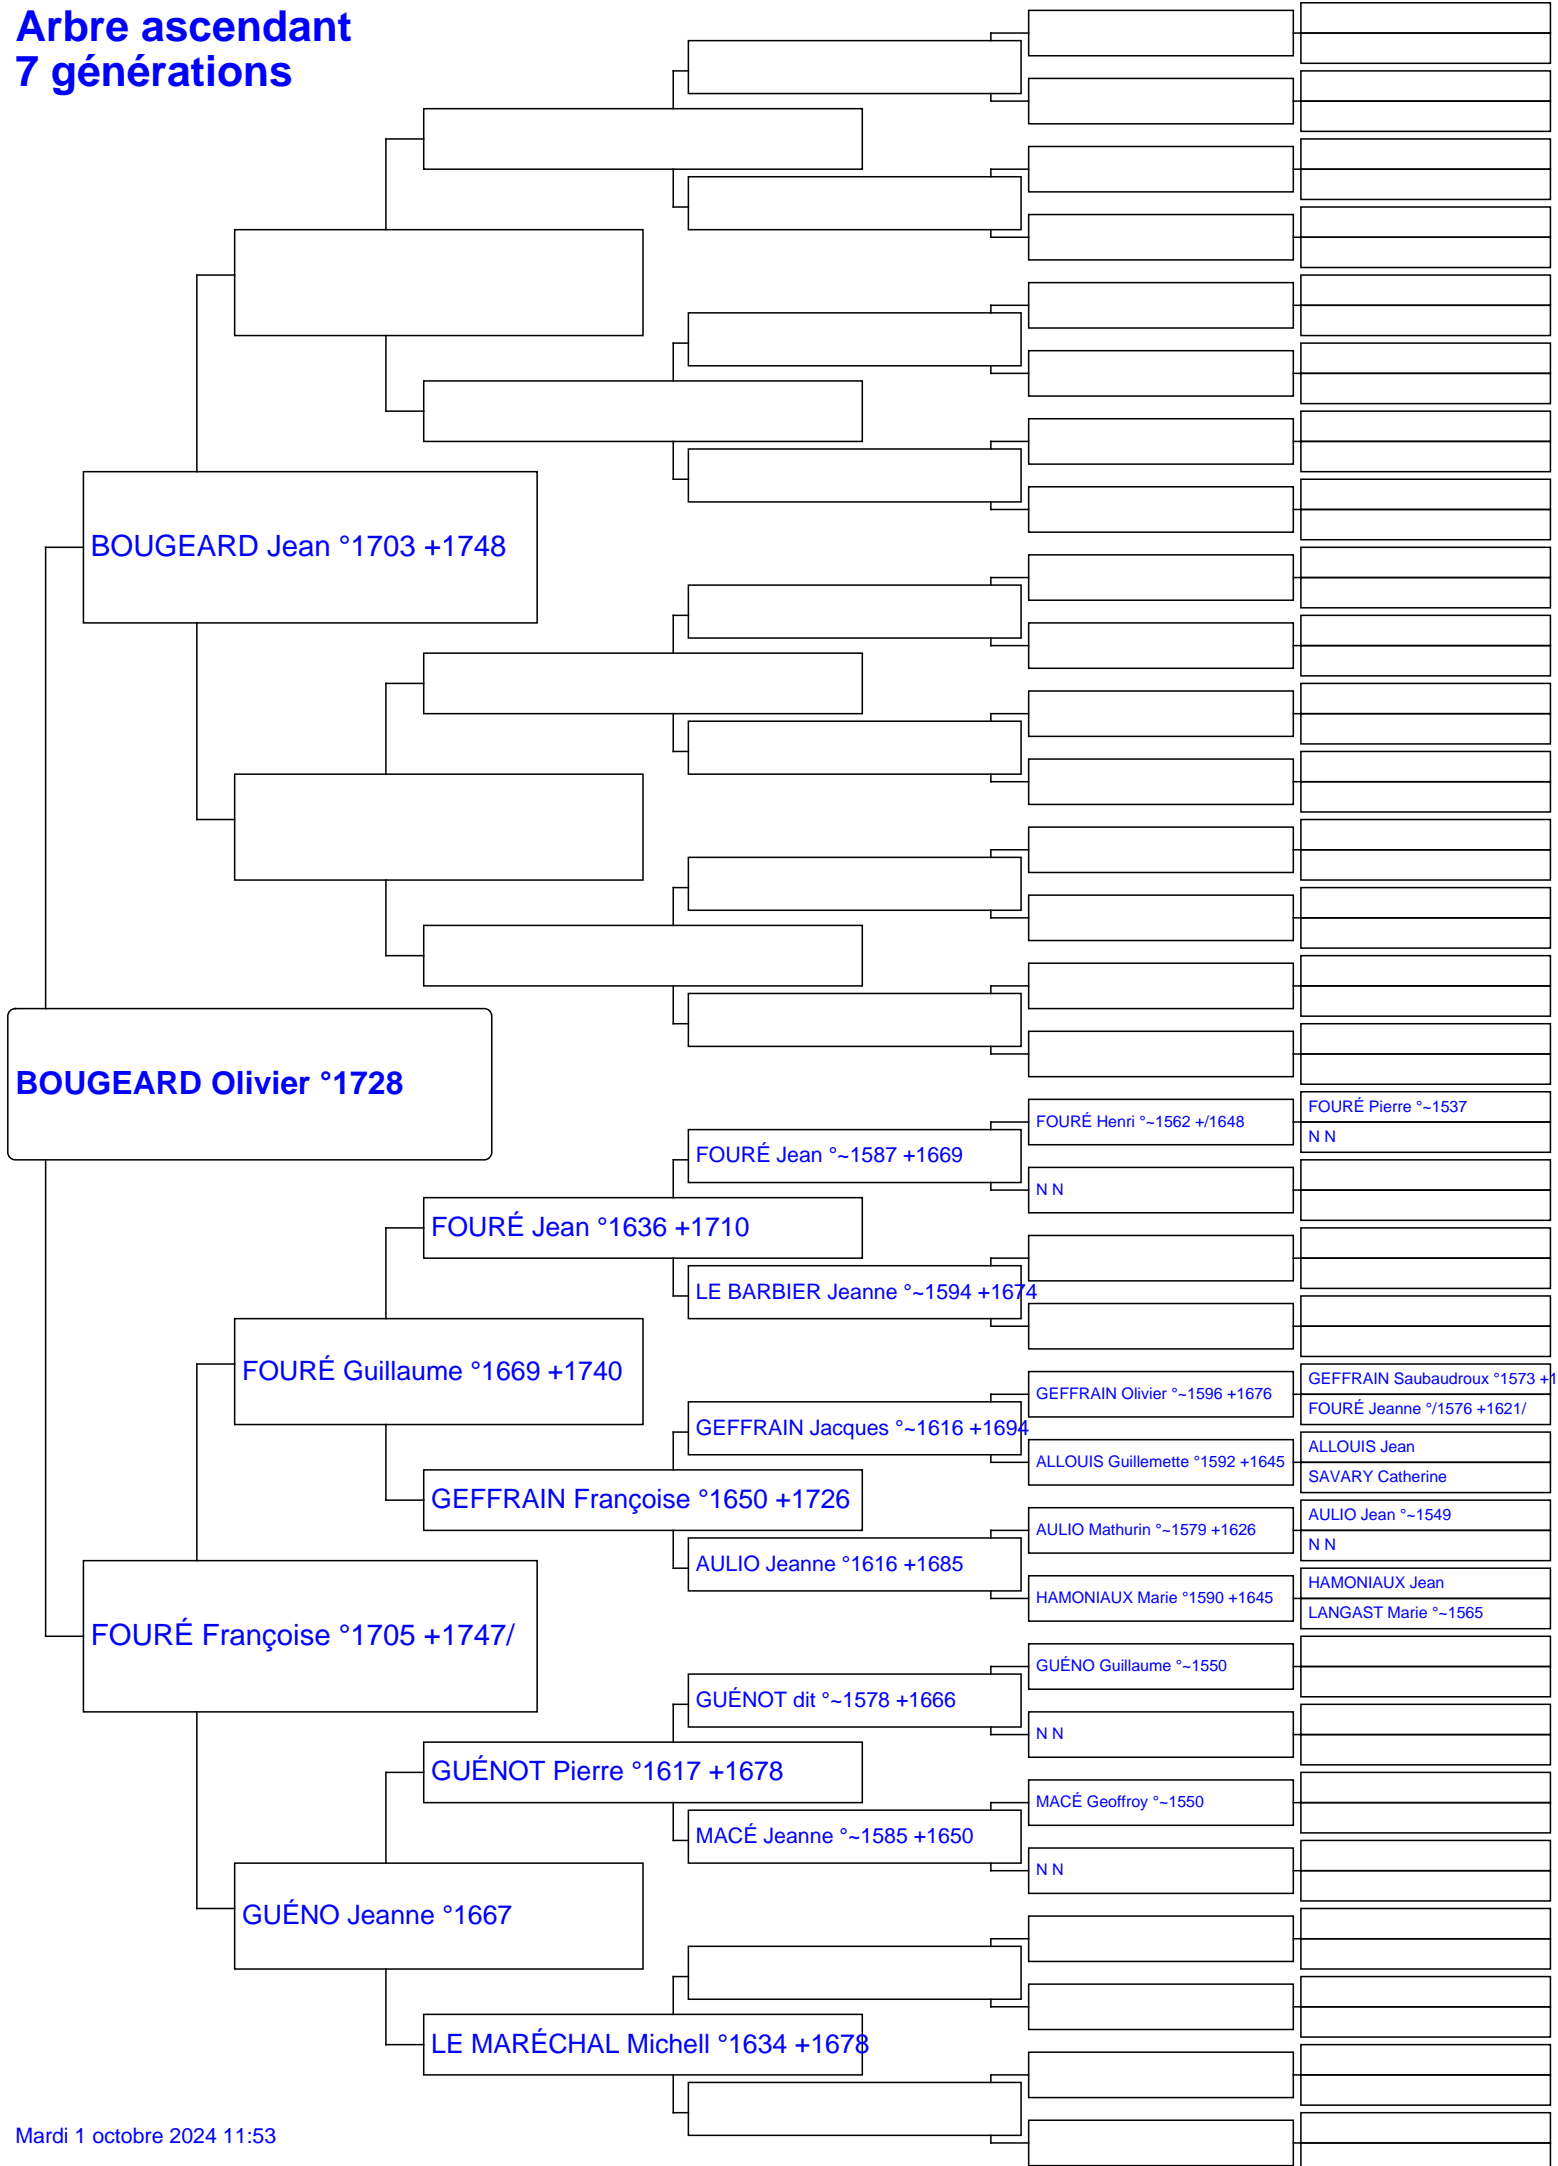 Arbre ascendant
7 générations
BOUGEARD Jean °1703 +1748
BOUGEARD Olivier °1728
FOURÉ Pierre °~1537
FOURÉ Henri °~1562 +/1648
N N
FOURÉ Jean °~1587 +1669
N N
FOURÉ Jean °1636 +1710
LE BARBIER Jeanne °~1594 +1674
FOURÉ Guillaume °1669 +1740
GEFFRAIN Saubaudroux °1573 +1
GEFFRAIN Olivier °~1596 +1676
FOURÉ Jeanne °/1576 +1621/
GEFFRAIN Jacques °~1616 +1694
ALLOUIS Jean
ALLOUIS Guillemette °1592 +1645
SAVARY Catherine
GEFFRAIN Françoise °1650 +1726
AULIO Jean °~1549
AULIO Mathurin °~1579 +1626
N N
AULIO Jeanne °1616 +1685
HAMONIAUX Jean
HAMONIAUX Marie °1590 +1645
LANGAST Marie °~1565
FOURÉ Françoise °1705 +1747/
GUÉNO Guillaume °~1550
GUÉNOT dit °~1578 +1666
N N
GUÉNOT Pierre °1617 +1678
MACÉ Geoffroy °~1550
MACÉ Jeanne °~1585 +1650
N N
GUÉNO Jeanne °1667
LE MARÉCHAL Michell °1634 +1678
Mardi 1 octobre 2024 11:53